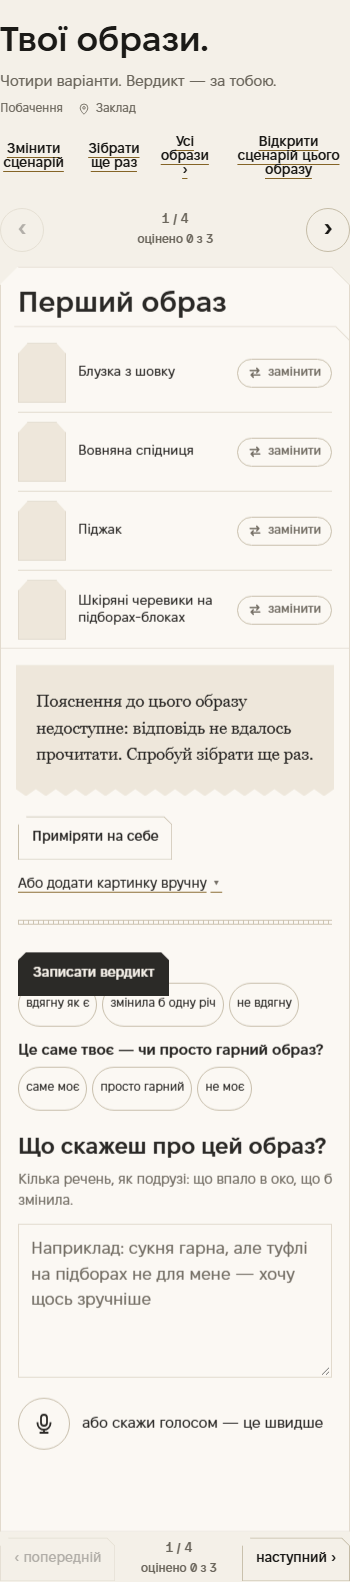 Твої образи.
Чотири варіанти. Вердикт — за тобою.
Побачення Заклад
Змінити сценарій
Зібрати ще раз
Усі образи ›
Відкрити сценарій цього образу
‹
1 / 4
оцінено 0 з 3
›
Перший образ
Блузка з шовку
⇄ замінити
Вовняна спідниця
⇄ замінити
Піджак
⇄ замінити
Шкіряні черевики на
підборах-блоках
⇄ замінити
Пояснення до цього образу
недоступне: відповідь не вдалось
прочитати. Спробуй зібрати ще раз.
Приміряти на себе
Або додати картинку вручну ▾
Записати вердикт
вдягну як є
змінила б одну річ
не вдягну
Це саме твоє — чи просто гарний образ?
саме моє
просто гарний
не моє
Що скажеш про цей образ?
Кілька речень, як подрузі: що впало в око, що б
змінила.
Наприклад: сукня гарна, але туфлі
на підборах не для мене — хочу
щось зручніше
або скажи голосом — це швидше
‹ попередній
1 / 4
оцінено 0 з 3
наступний ›